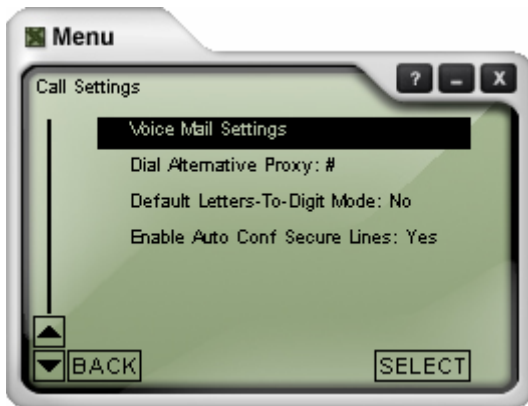 Menu
? – X
Call Settings
Voice Mail Settings
Dial Alternative Proxy: #
Default Letters-To-Digit Mode: No
Enable Auto Conf Secure Lines: Yes
BACK SELECT